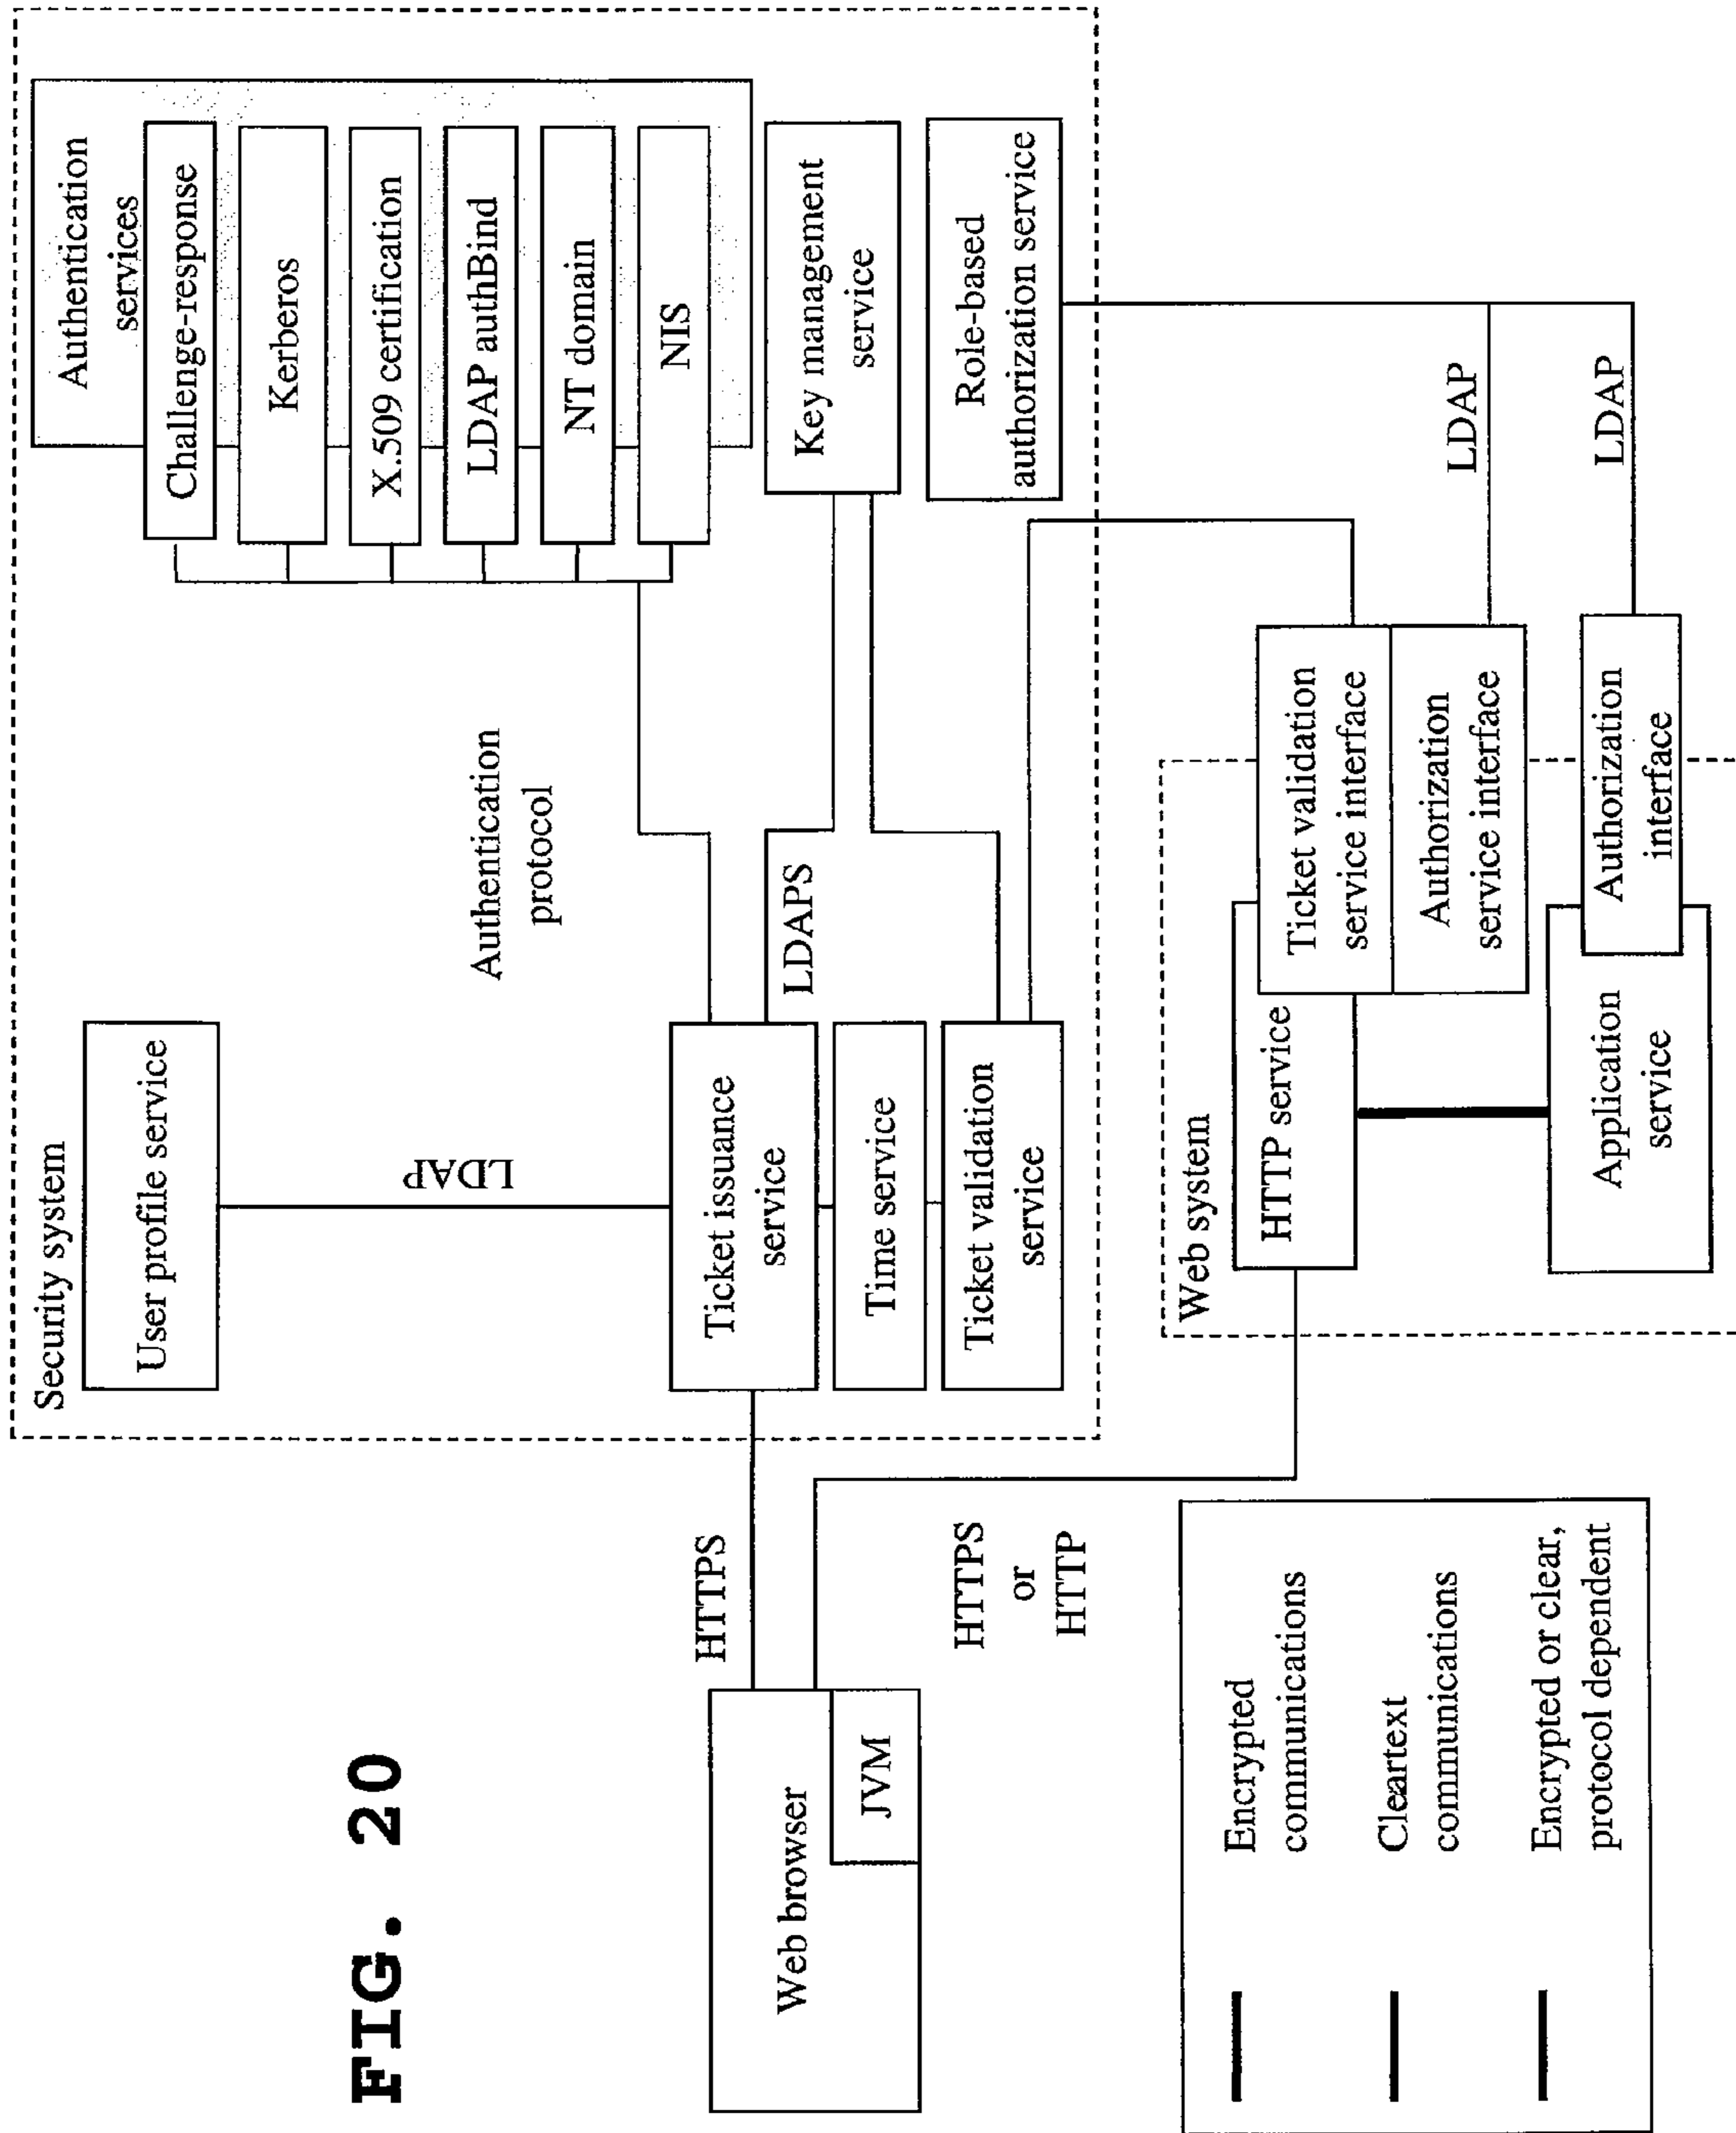 FIG. 20
Security system
User profile service
LDAP
Authentication
protocol
Authentication
services
Challenge-response
Kerberos
X.509 certification
LDAP authBind
NT domain
NIS
Key management
service
Role-based
authorization service
HTTPS
Ticket issuance
service
LDAPS
Time service
Ticket validation
service
Web browser
JVM
HTTPS
or
HTTP
Web system
HTTP service
Ticket validation
service interface
Authorization
service interface
LDAP
Application
service
Authorization
interface
LDAP
Encrypted
communications
Cleartext
communications
Encrypted or clear,
protocol dependent